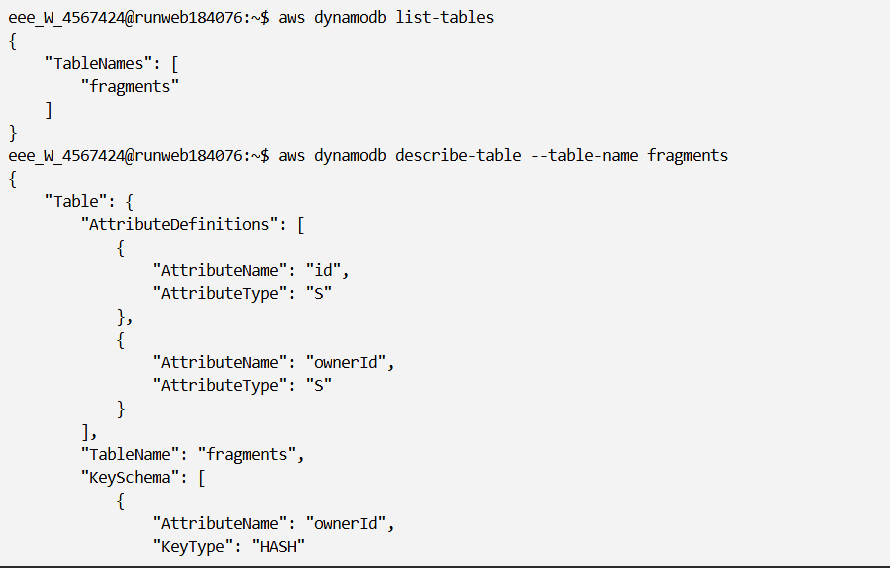 eee_W_4567424@runweb184076:~$ aws dynamodb list-tables
{
    "TableNames": [
        "fragments"
    ]
}
eee_W_4567424@runweb184076:~$ aws dynamodb describe-table --table-name fragments
{
    "Table": {
        "AttributeDefinitions": [
            {
                "AttributeName": "id",
                "AttributeType": "S"
            },
            {
                "AttributeName": "ownerId",
                "AttributeType": "S"
            }
        ],
        "TableName": "fragments",
        "KeySchema": [
            {
                "AttributeName": "ownerId",
                "KeyType": "HASH"